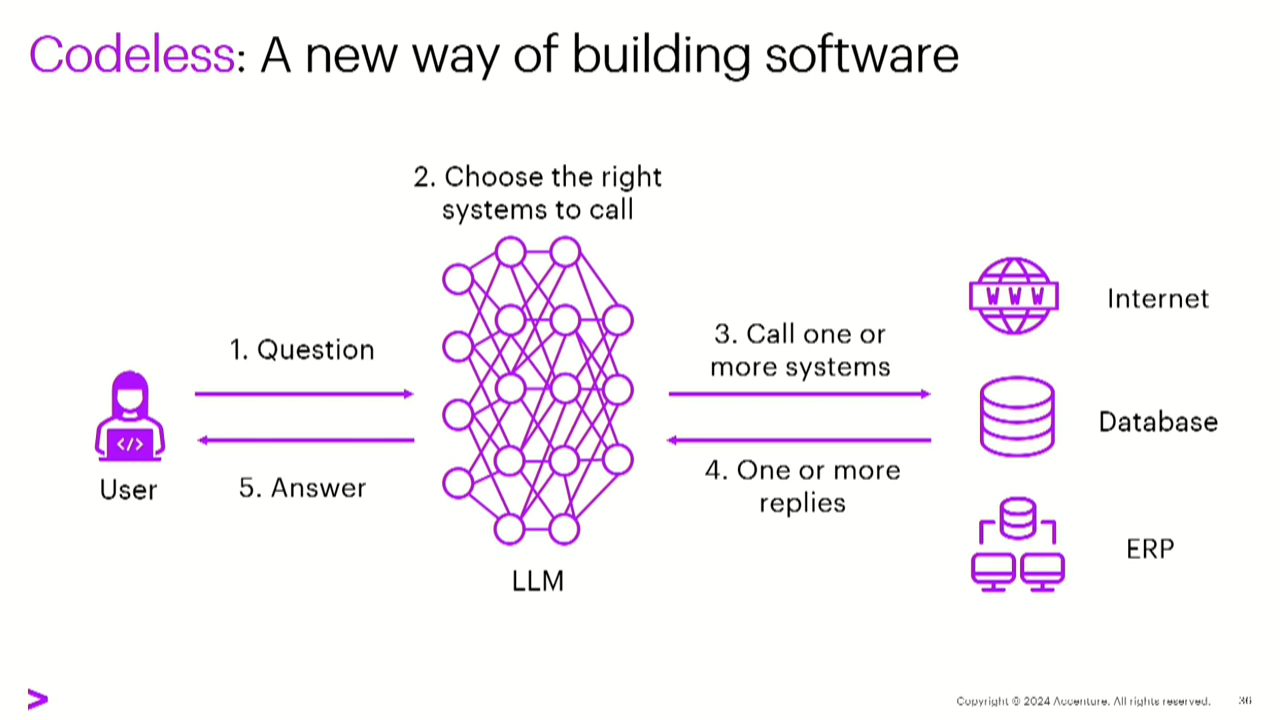 Codeless: A new way of building software
2. Choose the right
systems to call
1. Question
3. Call one or
more systems
WWW
Internet
</>
Database
User
5. Answer
4. One or more
replies
ERP
LLM
>
Copyright © 2024 Accenture. All rights reserved.
36